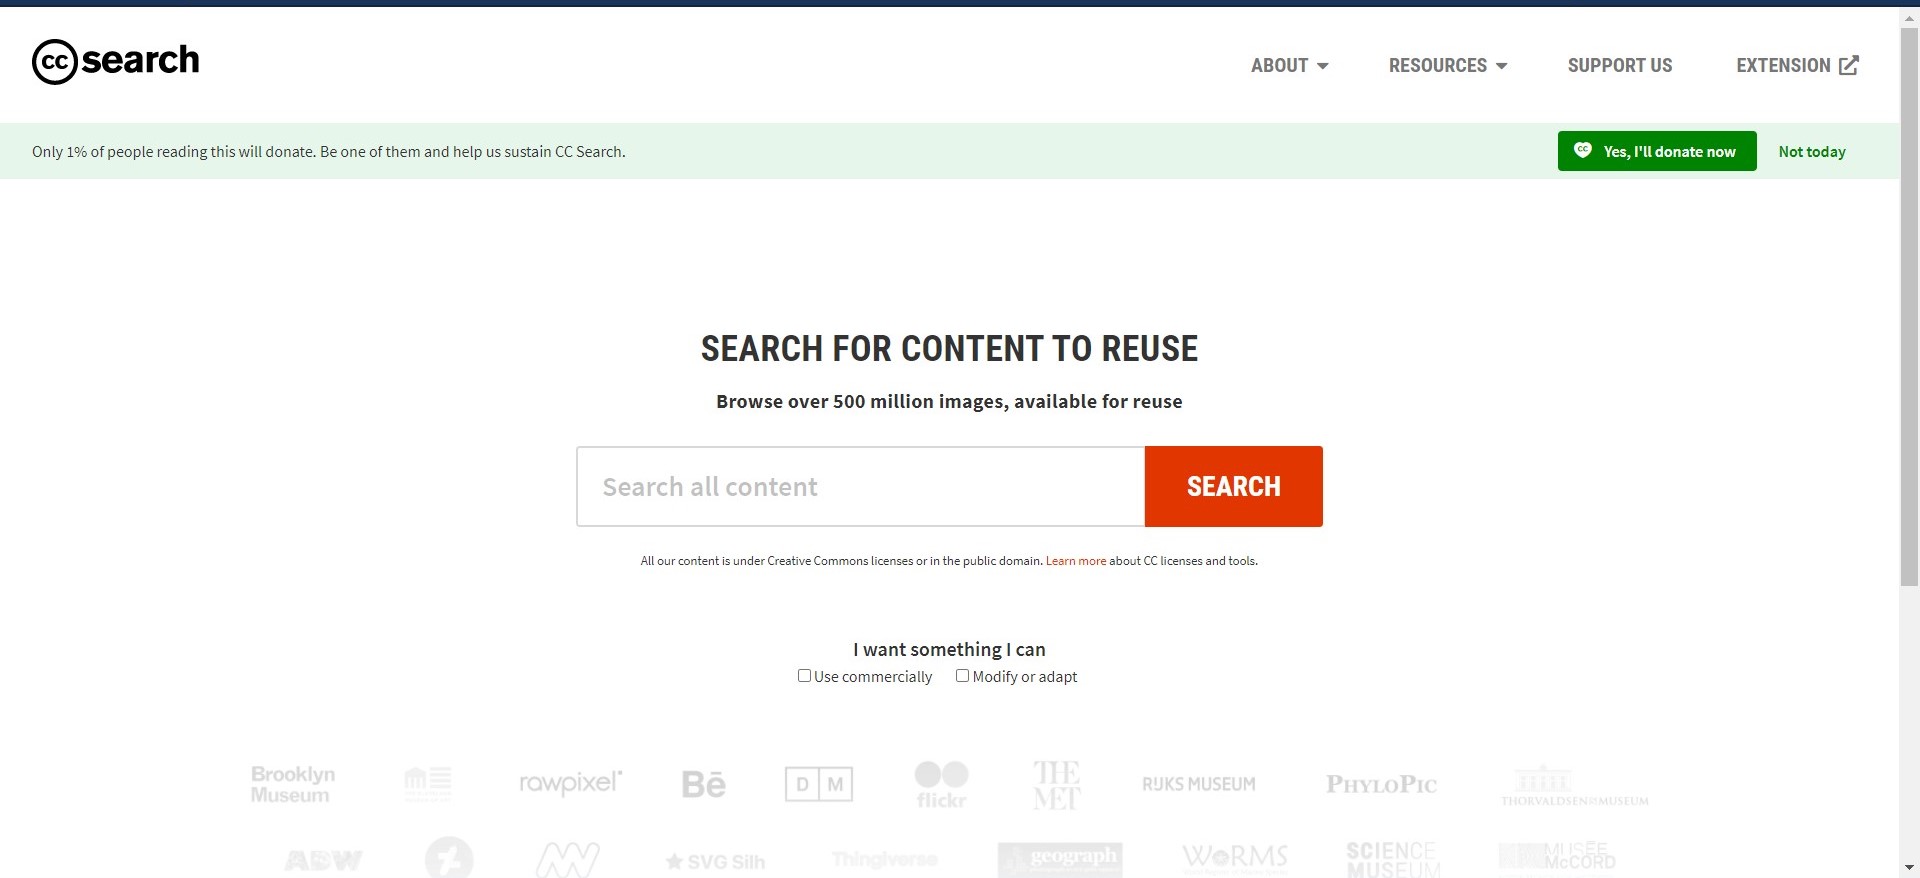 cc search
ABOUT RESOURCES SUPPORT US EXTENSION
Only 1% of people reading this will donate. Be one of them and help us sustain CC Search.
cc Yes, I'll donate now Not today
SEARCH FOR CONTENT TO REUSE
Browse over 500 million images, available for reuse
Search all content SEARCH
All our content is under Creative Commons licenses or in the public domain. Learn more about CC licenses and tools.
I want something I can
Use commercially Modify or adapt
Brooklyn
Museum
rawpixel
Bē
D M
flickr
THE
MET
RIJKS MUSEUM
PHYLOPIC
THORVALDSENS MUSEUM
ADW
SVG Silh
Thingiverse
geograph
WoRMS
SCIENCE
MUSEUM
MUSÉE
McCORD